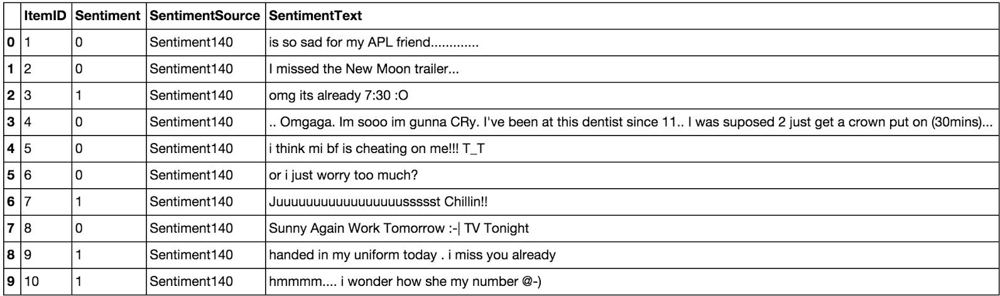 ItemID Sentiment SentimentSource SentimentText
0 1 0 Sentiment140 is so sad for my APL friend.............
1 2 0 Sentiment140 I missed the New Moon trailer...
2 3 1 Sentiment140 omg its already 7:30 :O
3 4 0 Sentiment140 .. Omgaga. Im sooo im gunna CRy. I've been at this dentist since 11.. I was suposed 2 just get a crown put on (30mins)...
4 5 0 Sentiment140 i think mi bf is cheating on me!!! T_T
5 6 0 Sentiment140 or i just worry too much?
6 7 1 Sentiment140 Juuuuuuuuuuuuuuuuussssst Chillin!!
7 8 0 Sentiment140 Sunny Again Work Tomorrow :-| TV Tonight
8 9 1 Sentiment140 handed in my uniform today . i miss you already
9 10 1 Sentiment140 hmmmm.... i wonder how she my number @-)